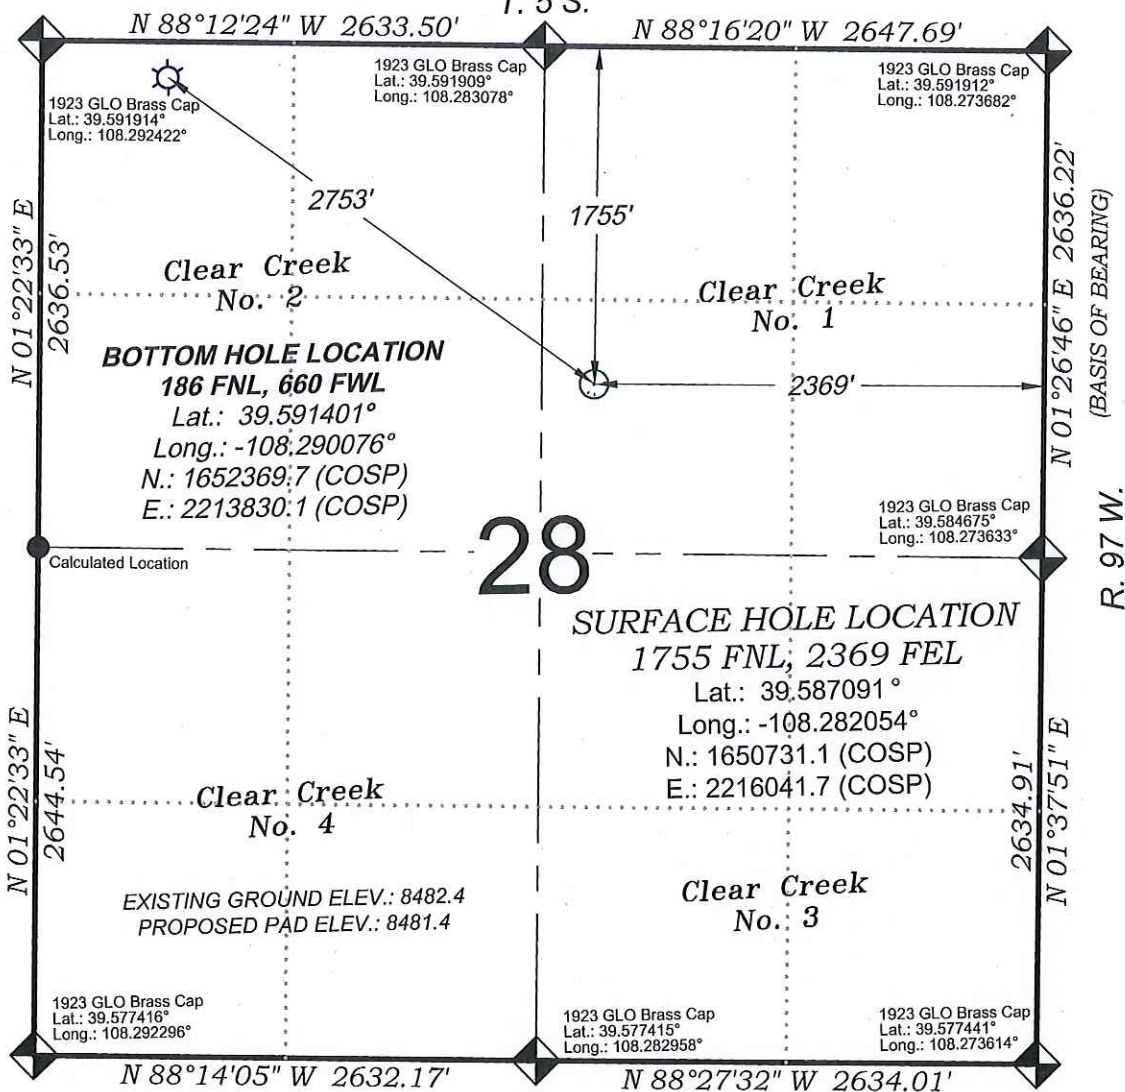 T. 5 S.
N 88°12'24" W 2633.50'
N 88°16'20" W 2647.69'
1923 GLO Brass Cap
Lat.: 39.591914°
Long.: 108.292422°
1923 GLO Brass Cap
Lat.: 39.591909°
Long.: 108.283078°
1923 GLO Brass Cap
Lat.: 39.591912°
Long.: 108.273682°
2753'
1755'
N 01°22'33" E
2636.53'
N 01°26'46" E 2636.22'
(BASIS OF BEARING)
Clear Creek
No. 2
Clear Creek
No. 1
BOTTOM HOLE LOCATION
186 FNL, 660 FWL
Lat.: 39.591401°
Long.: -108.290076°
N.: 1652369.7 (COSP)
E.: 2213830.1 (COSP)
2369'
1923 GLO Brass Cap
Lat.: 39.584675°
Long.: 108.273633°
R. 97 W.
Calculated Location
28
SURFACE HOLE LOCATION
1755 FNL, 2369 FEL
Lat.: 39.587091°
Long.: -108.282054°
N.: 1650731.1 (COSP)
E.: 2216041.7 (COSP)
N 01°22'33" E
2644.54'
2634.91'
N 01°37'51" E
Clear Creek
No. 4
Clear Creek
No. 3
EXISTING GROUND ELEV.: 8482.4
PROPOSED PAD ELEV.: 8481.4
1923 GLO Brass Cap
Lat.: 39.577416°
Long.: 108.292296°
1923 GLO Brass Cap
Lat.: 39.577415°
Long.: 108.282958°
1923 GLO Brass Cap
Lat.: 39.577441°
Long.: 108.273614°
N 88°14'05" W 2632.17'
N 88°27'32" W 2634.01'